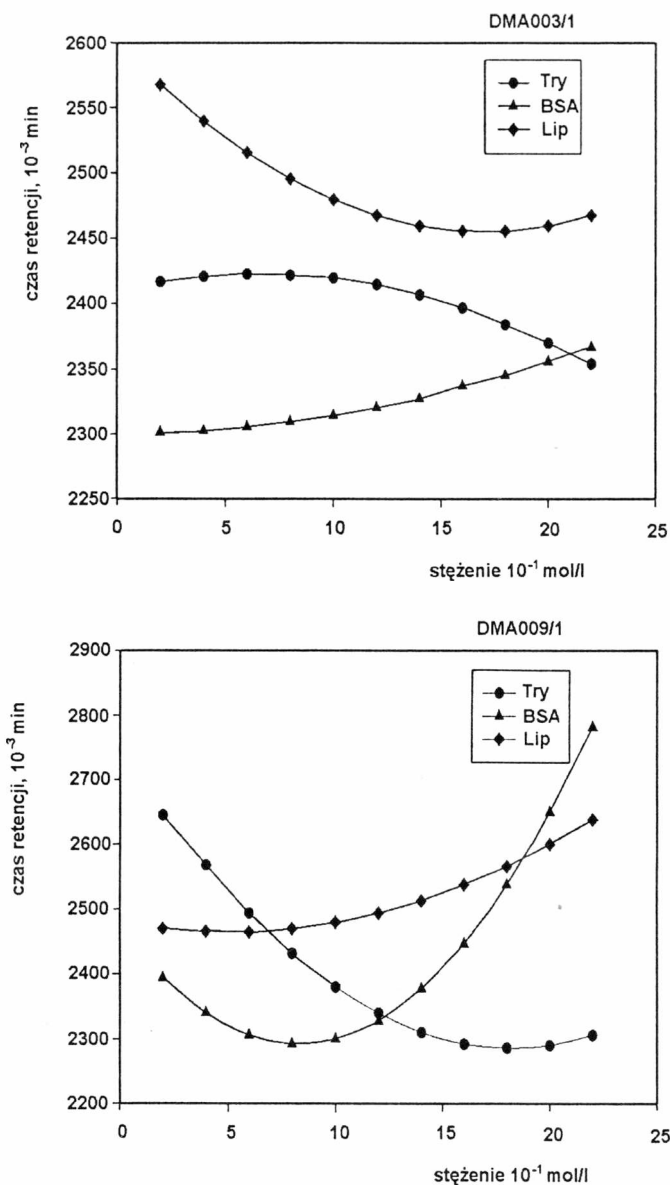 DMA003/1
2600
2550
2500
2450
2400
2350
2300
2250
czas retencji, 10⁻³ min
Try
BSA
Lip
0 5 10 15 20 25
stężenie 10⁻¹ mol/l
DMA009/1
2900
2800
2700
2600
2500
2400
2300
2200
czas retencji, 10⁻³ min
Try
BSA
Lip
0 5 10 15 20 25
stężenie 10⁻¹ mol/l